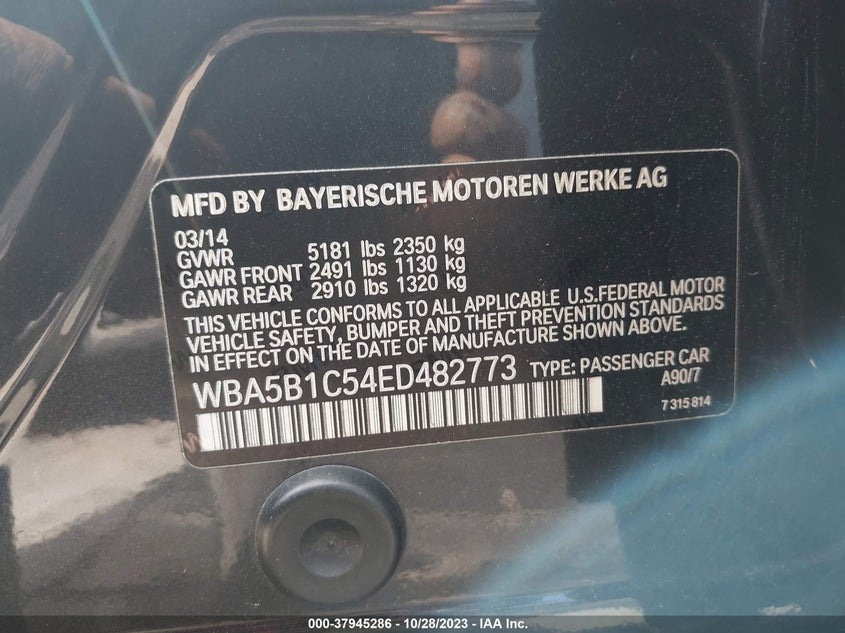 MFD BY BAYERISCHE MOTOREN WERKE AG
03/14
GVWR 5181 lbs 2350 kg
GAWR FRONT 2491 lbs 1130 kg
GAWR REAR 2910 lbs 1320 kg
THIS VEHICLE CONFORMS TO ALL APPLICABLE U.S.FEDERAL MOTOR
VEHICLE SAFETY, BUMPER AND THEFT PREVENTION STANDARDS
IN EFFECT ON THE DATE OF MANUFACTURE SHOWN ABOVE.
WBA5B1C54ED482773 TYPE: PASSENGER CAR
A90/7
7 315 814
000-37945286 - 10/28/2023 - IAA Inc.